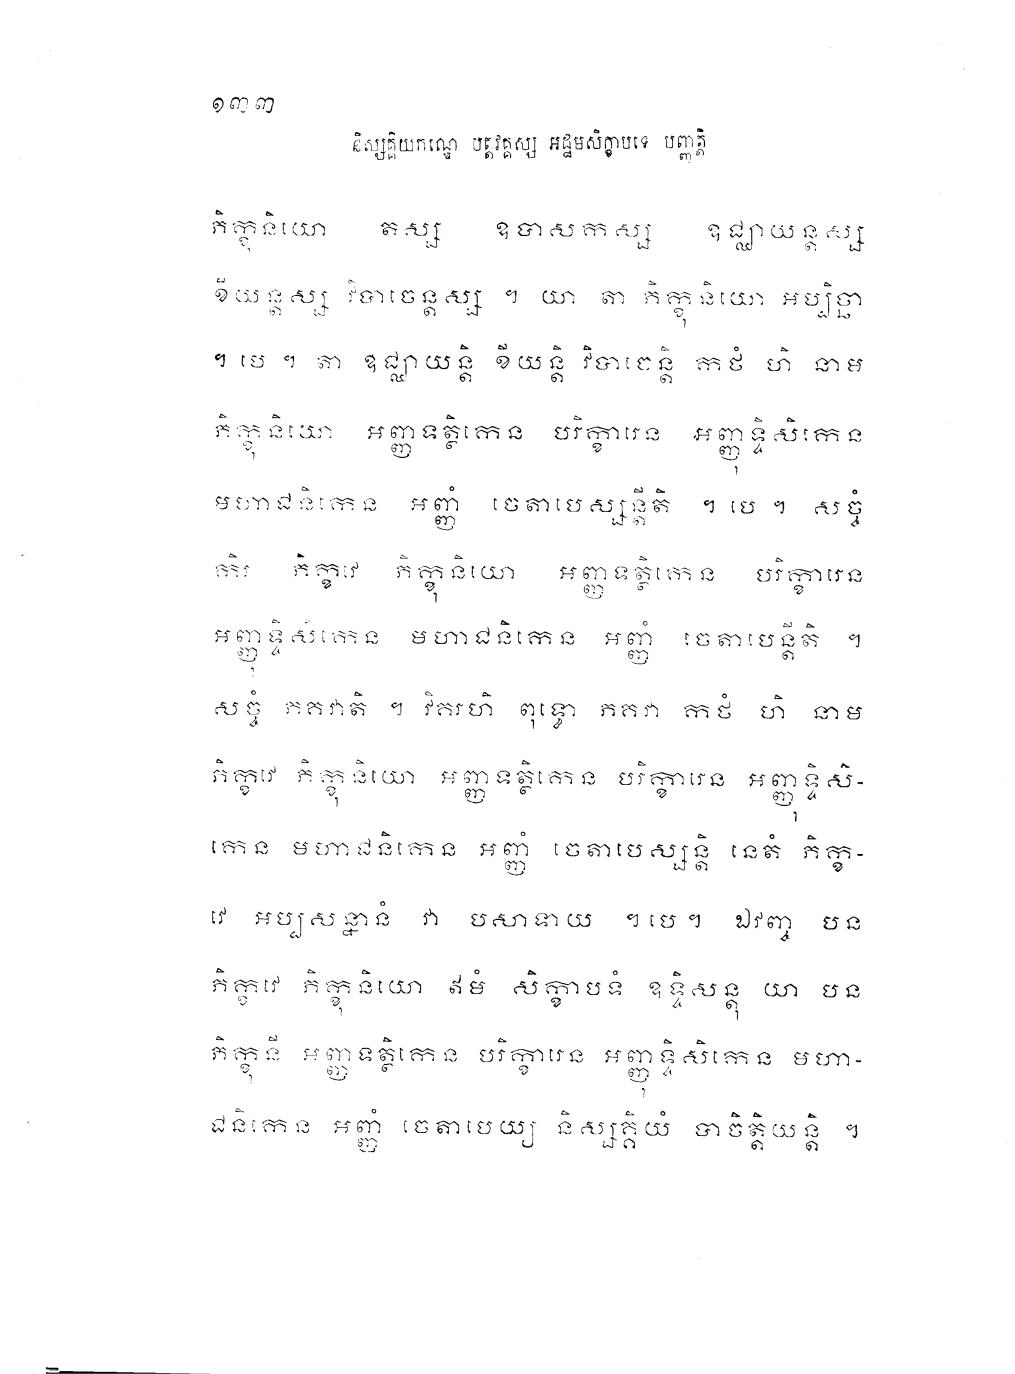 ១៣៣
និស្សគ្គិយកណ្ឌេ បត្តវគ្គស្ស អដ្ឋមសិក្ខាបទេ បញ្ញត្តិ
ភិក្ខុនិយោ តស្ស ឧបាសកស្ស ឧជ្ឈាយន្តស្ស
ខីយន្តស្ស វិបាចេន្តស្ស ។ យា តា ភិក្ខុនិយោ អប្បិច្ឆា
។ បេ ។ តា ឧជ្ឈាយន្តិ ខីយន្តិ វិបាចេន្តិ កថំ ហិ នាម
ភិក្ខុនិយោ អញ្ញទត្ថិកេន បរិក្ខារេន អញ្ញុទ្ទិសិកេន
មហាជនិកេន អញ្ញំ ចេតាបេស្សន្តីតិ ។ បេ ។ សច្ចំ
កិរ ភិក្ខវេ ភិក្ខុនិយោ អញ្ញទត្ថិកេន បរិក្ខារេន
អញ្ញុទ្ទិសិកេន មហាជនិកេន អញ្ញំ ចេតាបេន្តីតិ ។
សច្ចំ ភគវាតិ ។ វិគរហិ ពុទ្ធោ ភគវា កថំ ហិ នាម
ភិក្ខវេ ភិក្ខុនិយោ អញ្ញទត្ថិកេន បរិក្ខារេន អញ្ញុទ្ទិសិ-
កេន មហាជនិកេន អញ្ញំ ចេតាបេស្សន្តិ នេតំ ភិក្ខ-
វេ អប្បសន្នានំ វា បសាទាយ ។ បេ ។ ឯវញ្ច បន
ភិក្ខវេ ភិក្ខុនិយោ ឥមំ សិក្ខាបទំ ឧទ្ទិសន្តុ យា បន
ភិក្ខុនី អញ្ញទត្ថិកេន បរិក្ខារេន អញ្ញុទ្ទិសិកេន មហា-
ជនិកេន អញ្ញំ ចេតាបេយ្យ និស្សគ្គិយំ បាចិត្តិយន្តិ ។